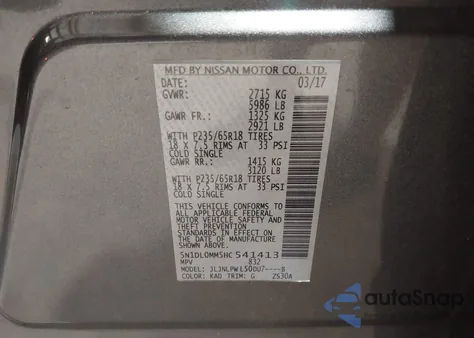 MFD BY NISSAN MOTOR CO., LTD.
DATE: 03/17
GVWR: 2715 KG
5986 LB
GAWR FR.: 1325 KG
2921 LB
WITH P235/65R18 TIRES
18 X 7.5 RIMS AT 33 PSI
COLD SINGLE
GAWR RR.: 1415 KG
3120 LB
WITH P235/65R18 TIRES
18 X 7.5 RIMS AT 33 PSI
COLD SINGLE
THIS VEHICLE CONFORMS TO
ALL APPLICABLE FEDERAL
MOTOR VEHICLE SAFETY AND
THEFT PREVENTION
STANDARDS IN EFFECT ON
THE DATE OF MANUFACTURE
SHOWN ABOVE.
5N1DL0MM5HC541413
MPV 832
MODEL: JLJNLPWL50DU7----B
COLOR: KAD TRIM: G ZS30A
autoSnap